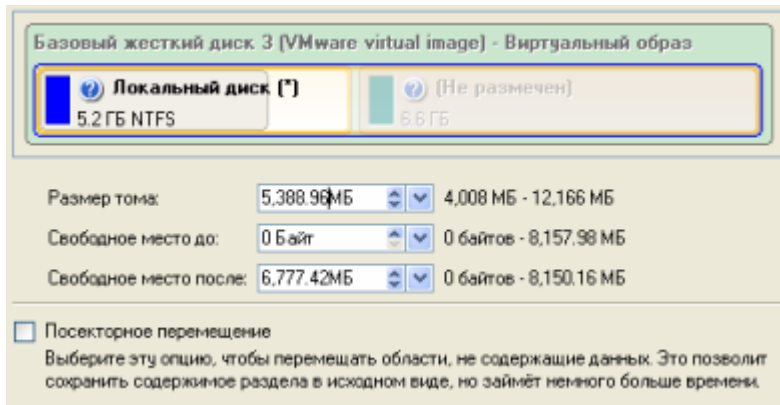 Базовый жесткий диск 3 (VMware virtual image) - Виртуальный образ
Локальный диск (*)
5.2 ГБ NTFS
(Не размечен)
6.6 ГБ
Размер тома: 5,388.96МБ 4,008 МБ - 12,166 МБ
Свободное место до: 0 Байт 0 байтов - 8,157.98 МБ
Свободное место после: 6,777.42МБ 0 байтов - 8,150.16 МБ
Посекторное перемещение
Выберите эту опцию, чтобы перемещать области, не содержащие данных. Это позволит
сохранить содержимое раздела в исходном виде, но займёт немного больше времени.